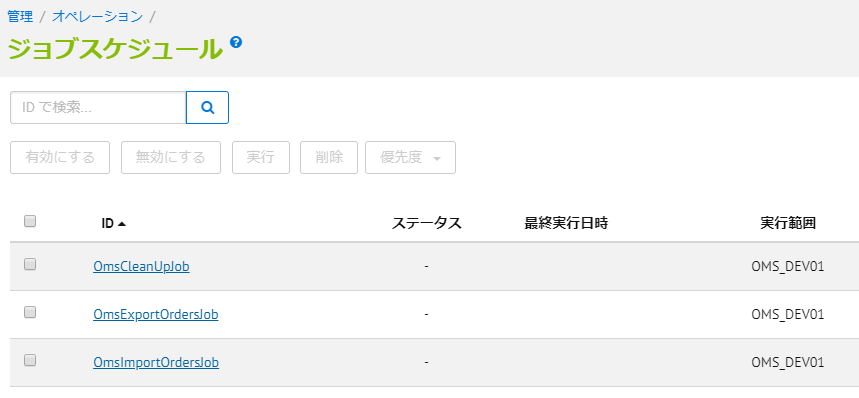 管理 / オペレーション /
ジョブスケジュール ?
ID で検索...
有効にする 無効にする 実行 削除 優先度
ID ステータス 最終実行日時 実行範囲
OmsCleanUpJob - OMS_DEV01
OmsExportOrdersJob - OMS_DEV01
OmsImportOrdersJob - OMS_DEV01